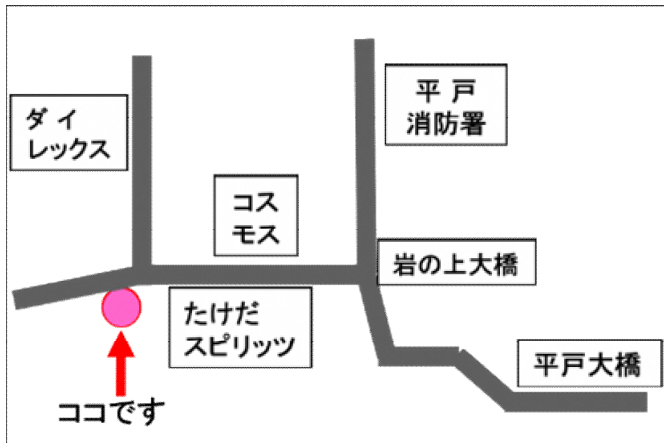 平 戸
消防署
ダ イ
レックス
コス
モス
岩の上大橋
たけだ
スピリッツ
平戸大橋
ココです